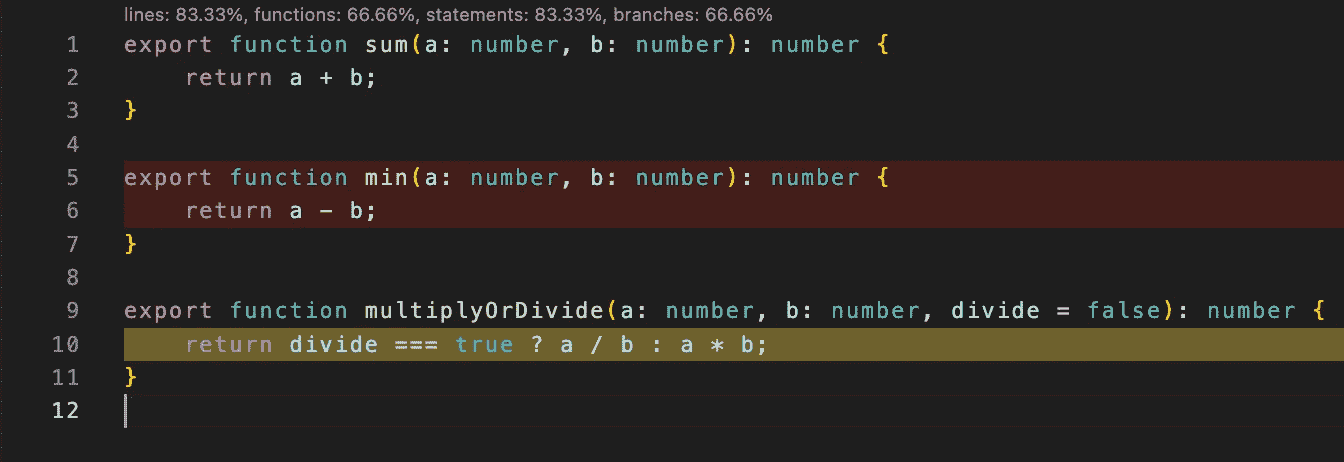 lines: 83.33%, functions: 66.66%, statements: 83.33%, branches: 66.66%
1 export function sum(a: number, b: number): number {
2     return a + b;
3 }
4
5 export function min(a: number, b: number): number {
6     return a - b;
7 }
8
9 export function multiplyOrDivide(a: number, b: number, divide = false): number {
10     return divide === true ? a / b : a * b;
11 }
12